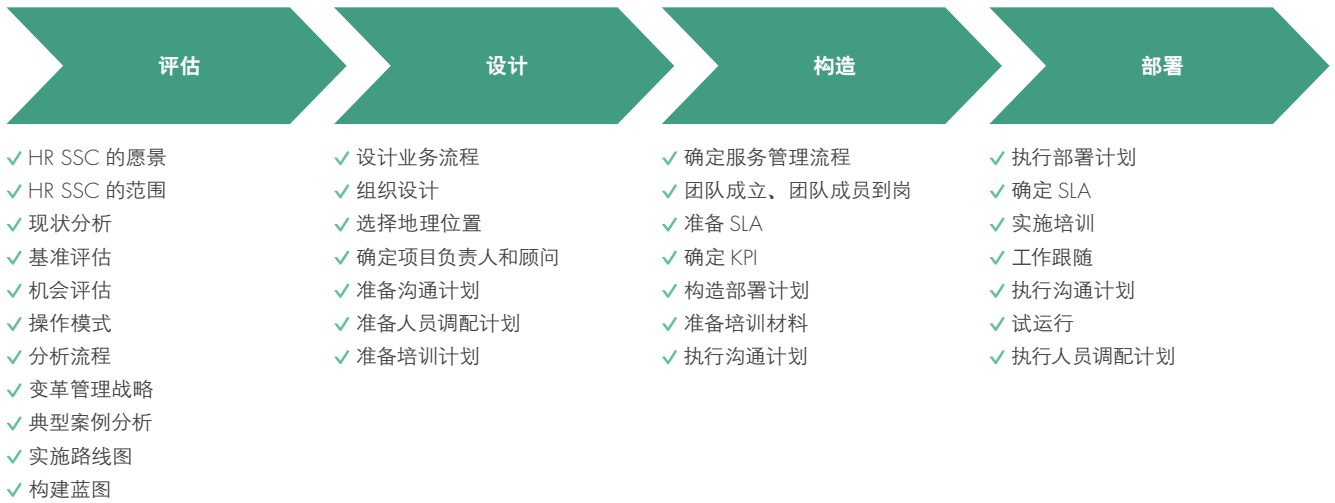 评估
HR SSC 的愿景
HR SSC 的范围
现状分析
基准评估
机会评估
操作模式
分析流程
变革管理战略
典型案例分析
实施路线图
构建蓝图
设计
设计业务流程
组织设计
选择地理位置
确定项目负责人和顾问
准备沟通计划
准备人员调配计划
准备培训计划
构造
确定服务管理流程
团队成立、团队成员到岗
准备 SLA
确定 KPI
构造部署计划
准备培训材料
执行沟通计划
部署
执行部署计划
确定 SLA
实施培训
工作跟随
执行沟通计划
试运行
执行人员调配计划